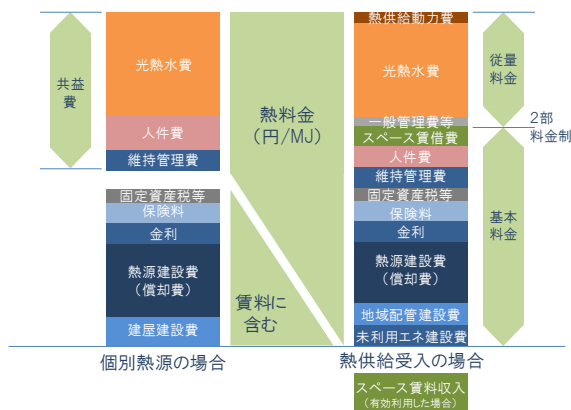 共益
費
光熱水費
人件費
維持管理費
固定資産税等
保険料
金利
熱源建設費
（償却費）
建屋建設費
個別熱源の場合
熱料金
（円/MJ）
賃料に
含む
熱供給動力費
光熱水費
一般管理費等
スペース賃借費
人件費
維持管理費
固定資産税等
保険料
金利
熱源建設費
（償却費）
地域配管建設費
未利用エネ建設費
熱供給受入の場合
スペース賃料収入
（有効利用した場合）
従量
料金
2部
料金制
基本
料金